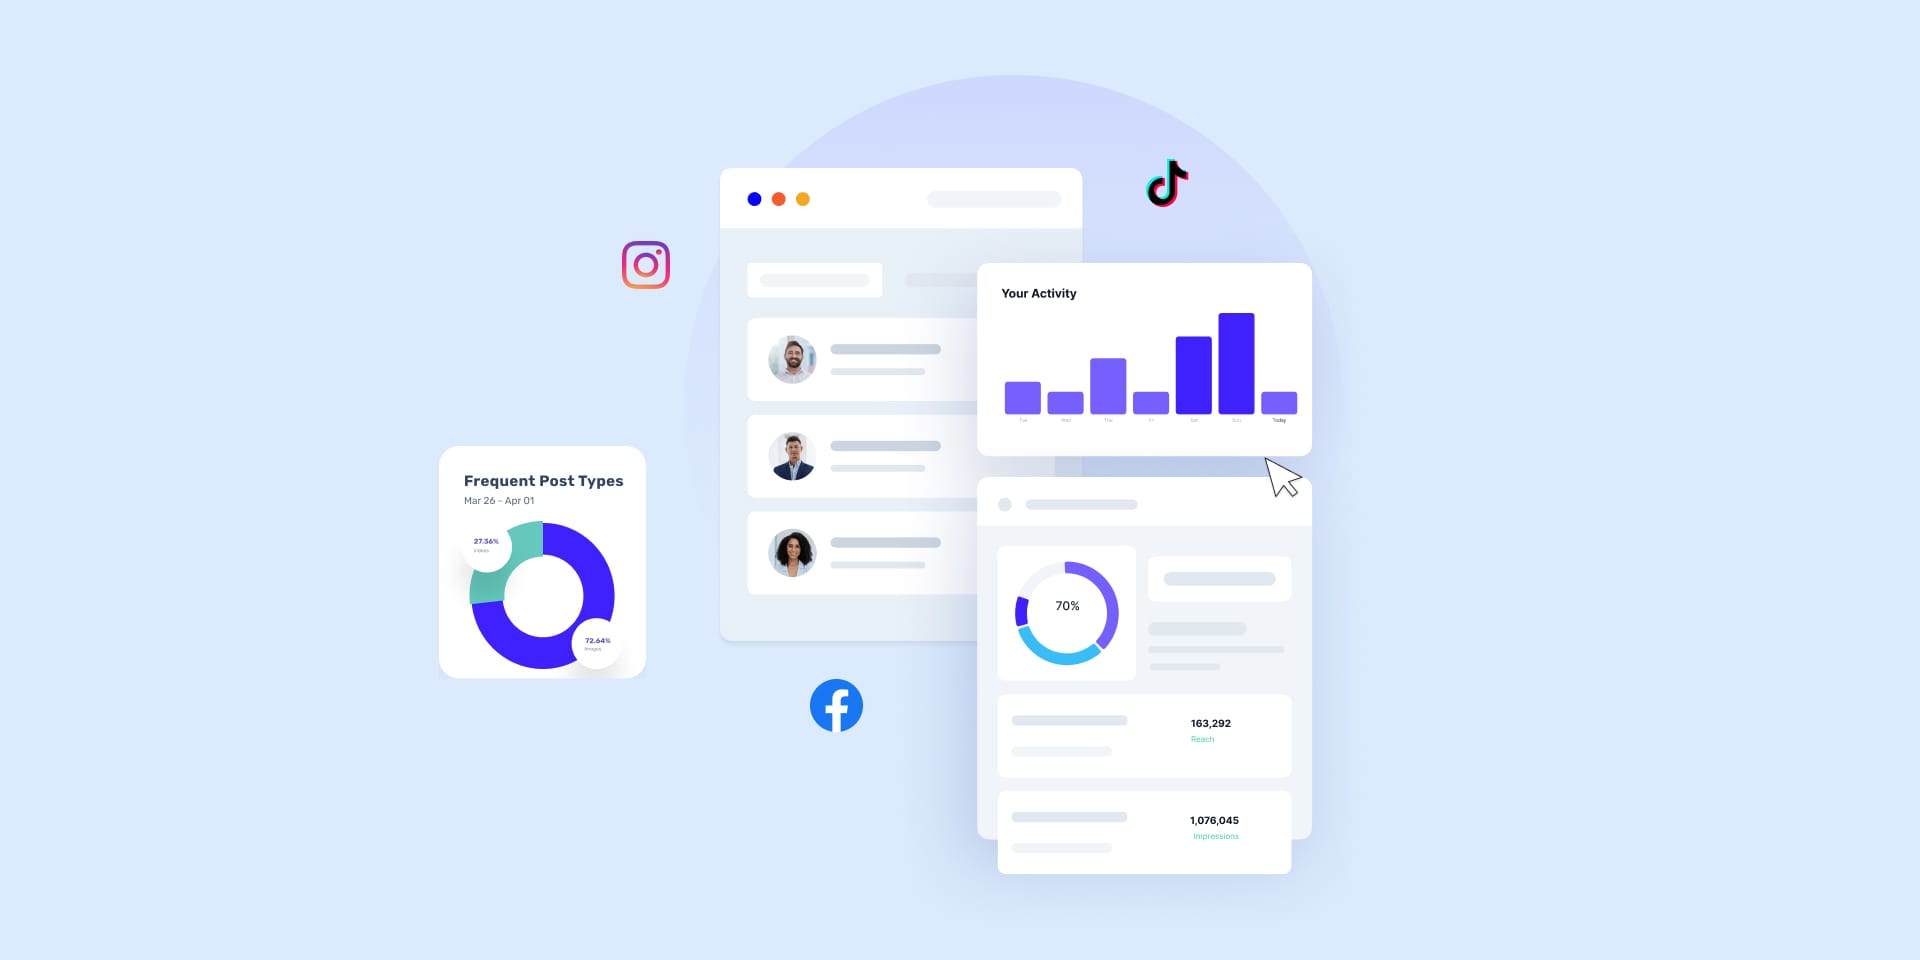 Your Activity
Tue Wed Thu Fri Sat Sun Today
Frequent Post Types
Mar 26 - Apr 01
27.36%
Videos
72.64%
Images
70%
163,292
Reach
1,076,045
Impressions